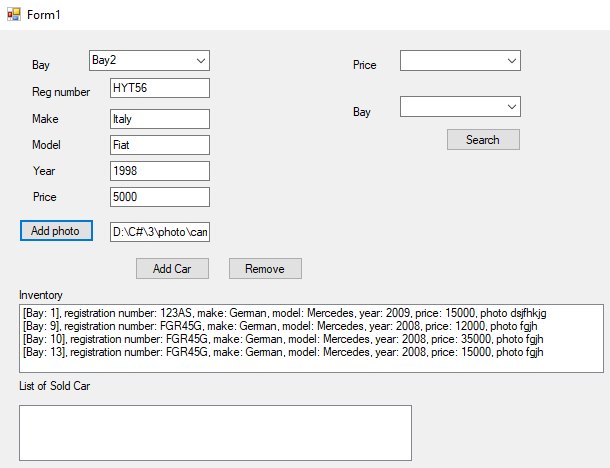 Form1
Bay Bay2 Price
Reg number HYT56
Bay
Make Italy
Search
Model Fiat
Year 1998
Price 5000
Add photo D:\C#\3\photo\can
Add Car Remove
Inventory
[Bay: 1], registration number: 123AS, make: German, model: Mercedes, year: 2009, price: 15000, photo dsjfhkjg
[Bay: 9], registration number: FGR45G, make: German, model: Mercedes, year: 2008, price: 12000, photo fgjh
[Bay: 10], registration number: FGR45G, make: German, model: Mercedes, year: 2008, price: 35000, photo fgjh
[Bay: 13], registration number: FGR45G, make: German, model: Mercedes, year: 2008, price: 15000, photo fgjh
List of Sold Car